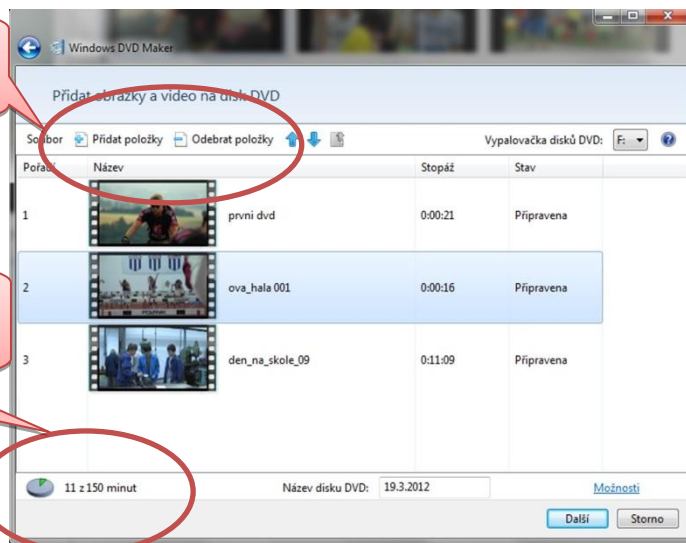 Windows DVD Maker
Přidat obrázky a video na disk DVD
Soubor Přidat položky Odebrat položky Vypalovačka disků DVD: F:
Pořadí Název Stopáž Stav
1 prvni dvd 0:00:21 Připravena
2 ova_hala 001 0:00:16 Připravena
3 den_na_skole_09 0:11:09 Připravena
11 z 150 minut Název disku DVD: 19.3.2012 Možnosti
Další Storno